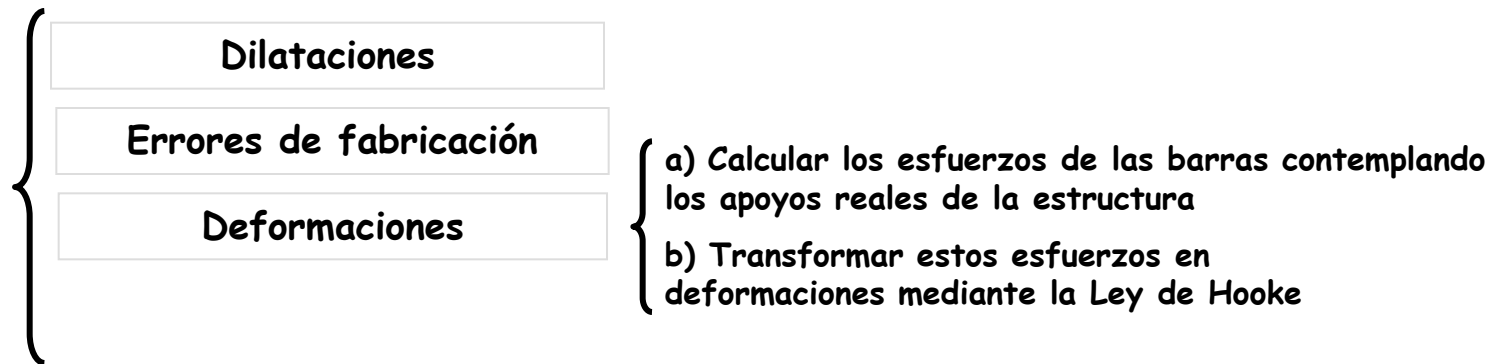 Dilataciones
Errores de fabricación
Deformaciones
a) Calcular los esfuerzos de las barras contemplando
los apoyos reales de la estructura
b) Transformar estos esfuerzos en
deformaciones mediante la Ley de Hooke